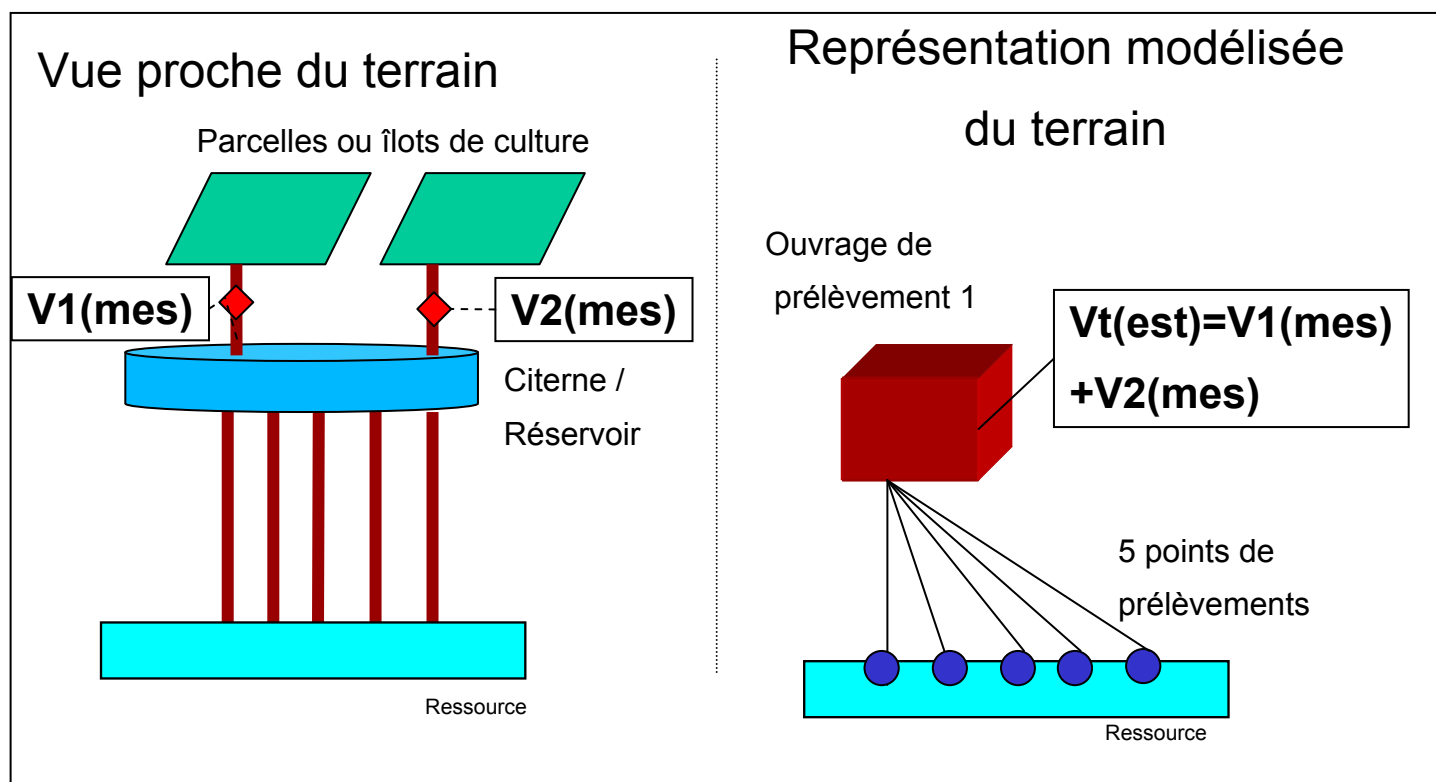 Vue proche du terrain
Parcelles ou îlots de culture
V1(mes)
V2(mes)
Citerne /
Réservoir
Ressource
Représentation modélisée
du terrain
Ouvrage de
prélèvement 1
Vt(est)=V1(mes)
+V2(mes)
5 points de
prélèvements
Ressource